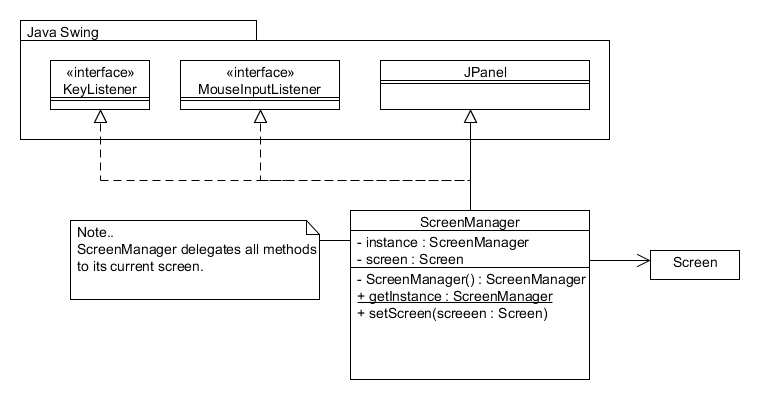 Java Swing
«interface»
KeyListener
«interface»
MouseInputListener
JPanel
Note..
ScreenManager delegates all methods
to its current screen.
ScreenManager
- instance : ScreenManager
- screen : Screen
- ScreenManager() : ScreenManager
+ getInstance : ScreenManager
+ setScreen(screeen : Screen)
Screen